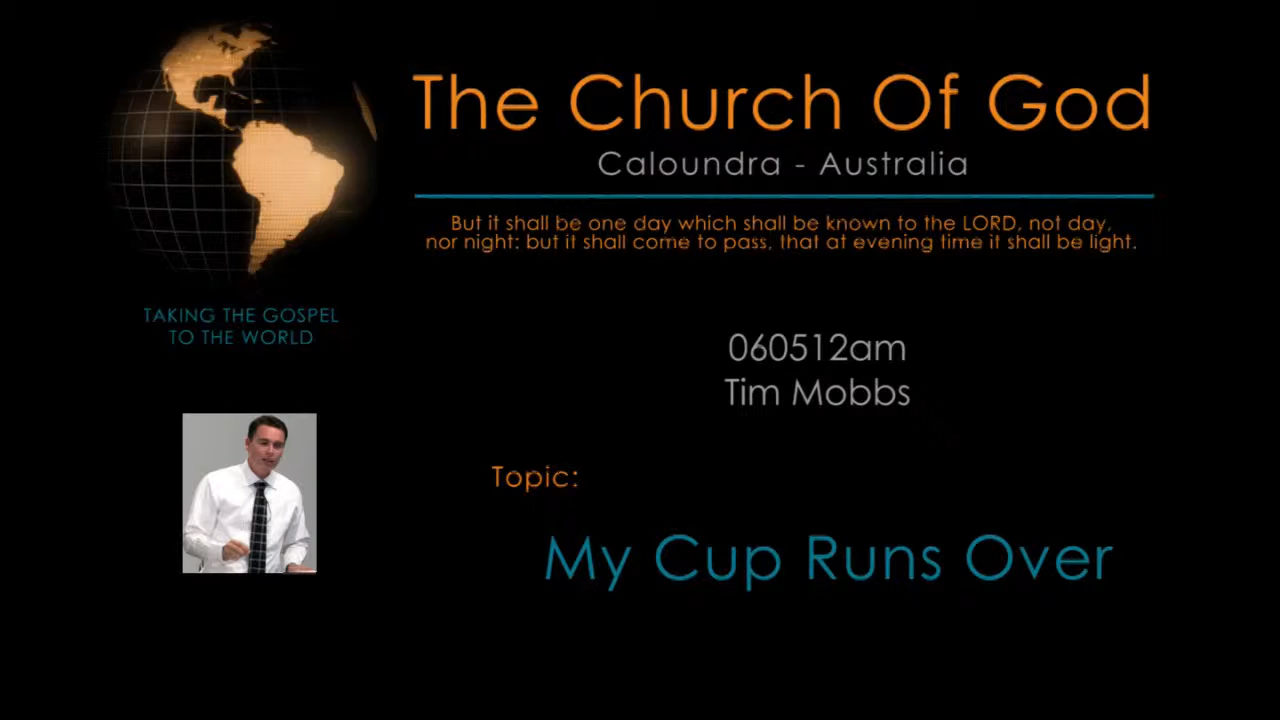 The Church Of God
Caloundra - Australia
But it shall be one day which shall be known to the LORD, not day,
nor night: but it shall come to pass, that at evening time it shall be light.
TAKING THE GOSPEL
TO THE WORLD
060512am
Tim Mobbs
Topic:
My Cup Runs Over